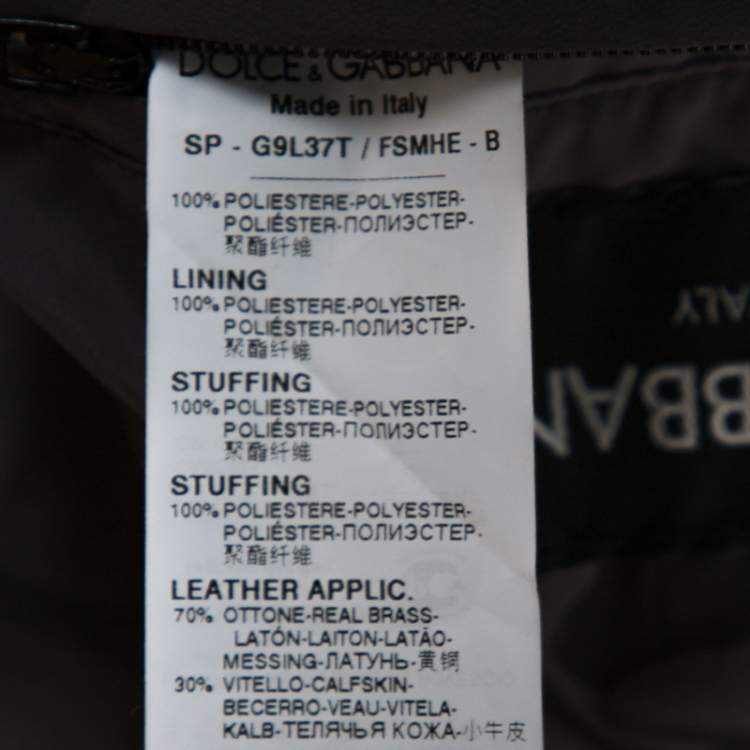 DOLCE & GABBANA
Made in Italy
SP - G9L37T / FSMHE - B
100% POLIESTERE-POLYESTER-
POLIÉSTER-ПОЛИЭСТЕР-
聚酯纤维
LINING
100% POLIESTERE-POLYESTER-
POLIÉSTER-ПОЛИЭСТЕР-
聚酯纤维
STUFFING
100% POLIESTERE-POLYESTER-
POLIÉSTER-ПОЛИЭСТЕР-
聚酯纤维
STUFFING
100% POLIESTERE-POLYESTER-
POLIÉSTER-ПОЛИЭСТЕР-
聚酯纤维
LEATHER APPLIC.
70% OTTONE-REAL BRASS-
LATÓN-LAITON-LATÃO-
MESSING-ЛАТУНЬ-黄铜
30% VITELLO-CALFSKIN-
BECERRO-VEAU-VITELA-
KALB-ТЕЛЯЧЬЯ КОЖА-小牛皮